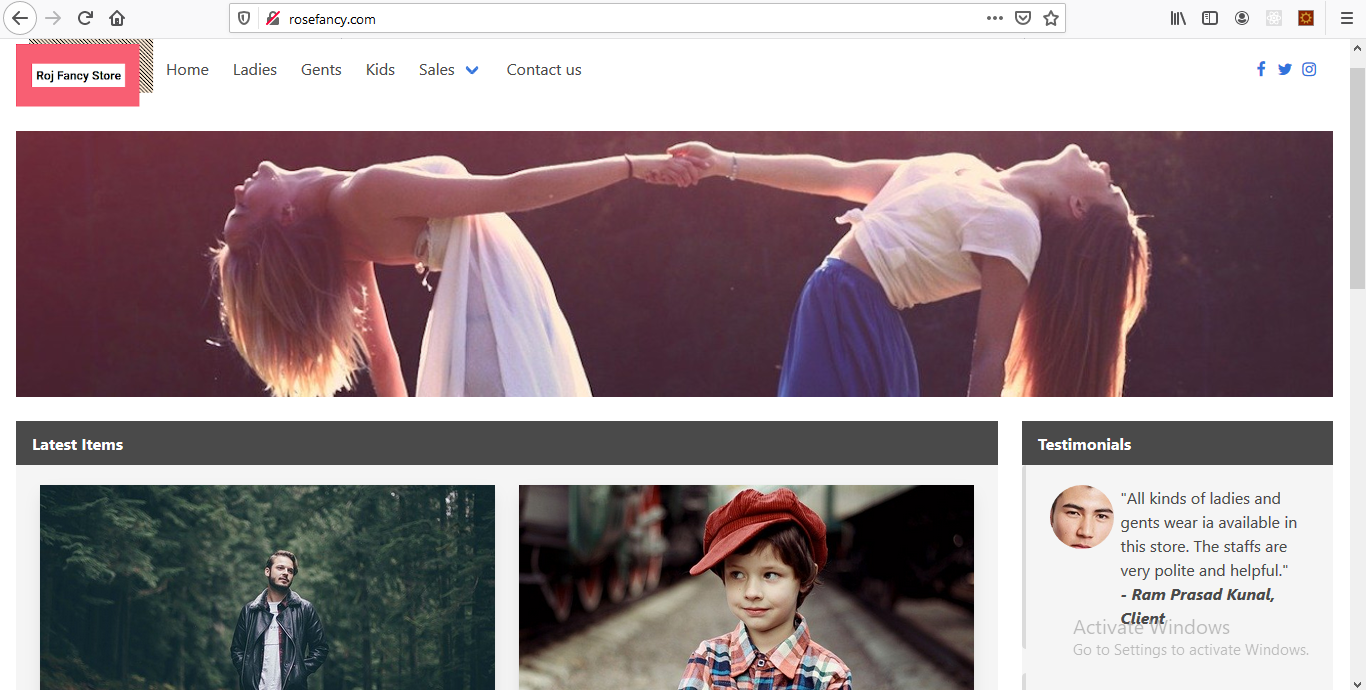 rosefancy.com
Roj Fancy Store
Home Ladies Gents Kids Sales Contact us
Latest Items
Testimonials
"All kinds of ladies and
gents wear ia available in
this store. The staffs are
very polite and helpful."
- Ram Prasad Kunal,
Client
Activate Windows
Go to Settings to activate Windows.